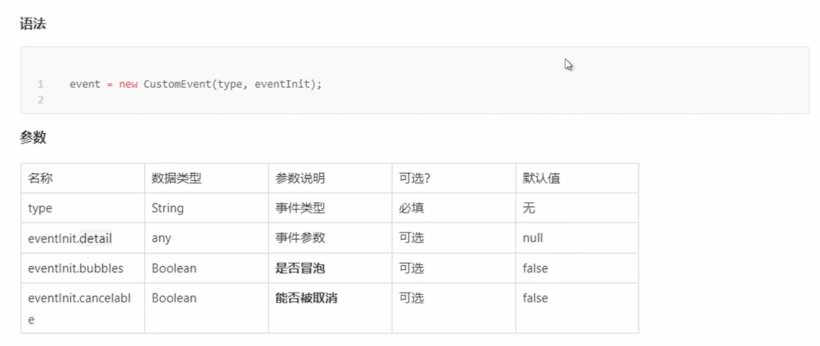 语法
1 event = new CustomEvent(type, eventInit);
2
参数
名称 数据类型 参数说明 可选? 默认值
type String 事件类型 必填 无
eventInit.detail any 事件参数 可选 null
eventInit.bubbles Boolean 是否冒泡 可选 false
eventInit.cancelabl Boolean 能否被取消 可选 false
e